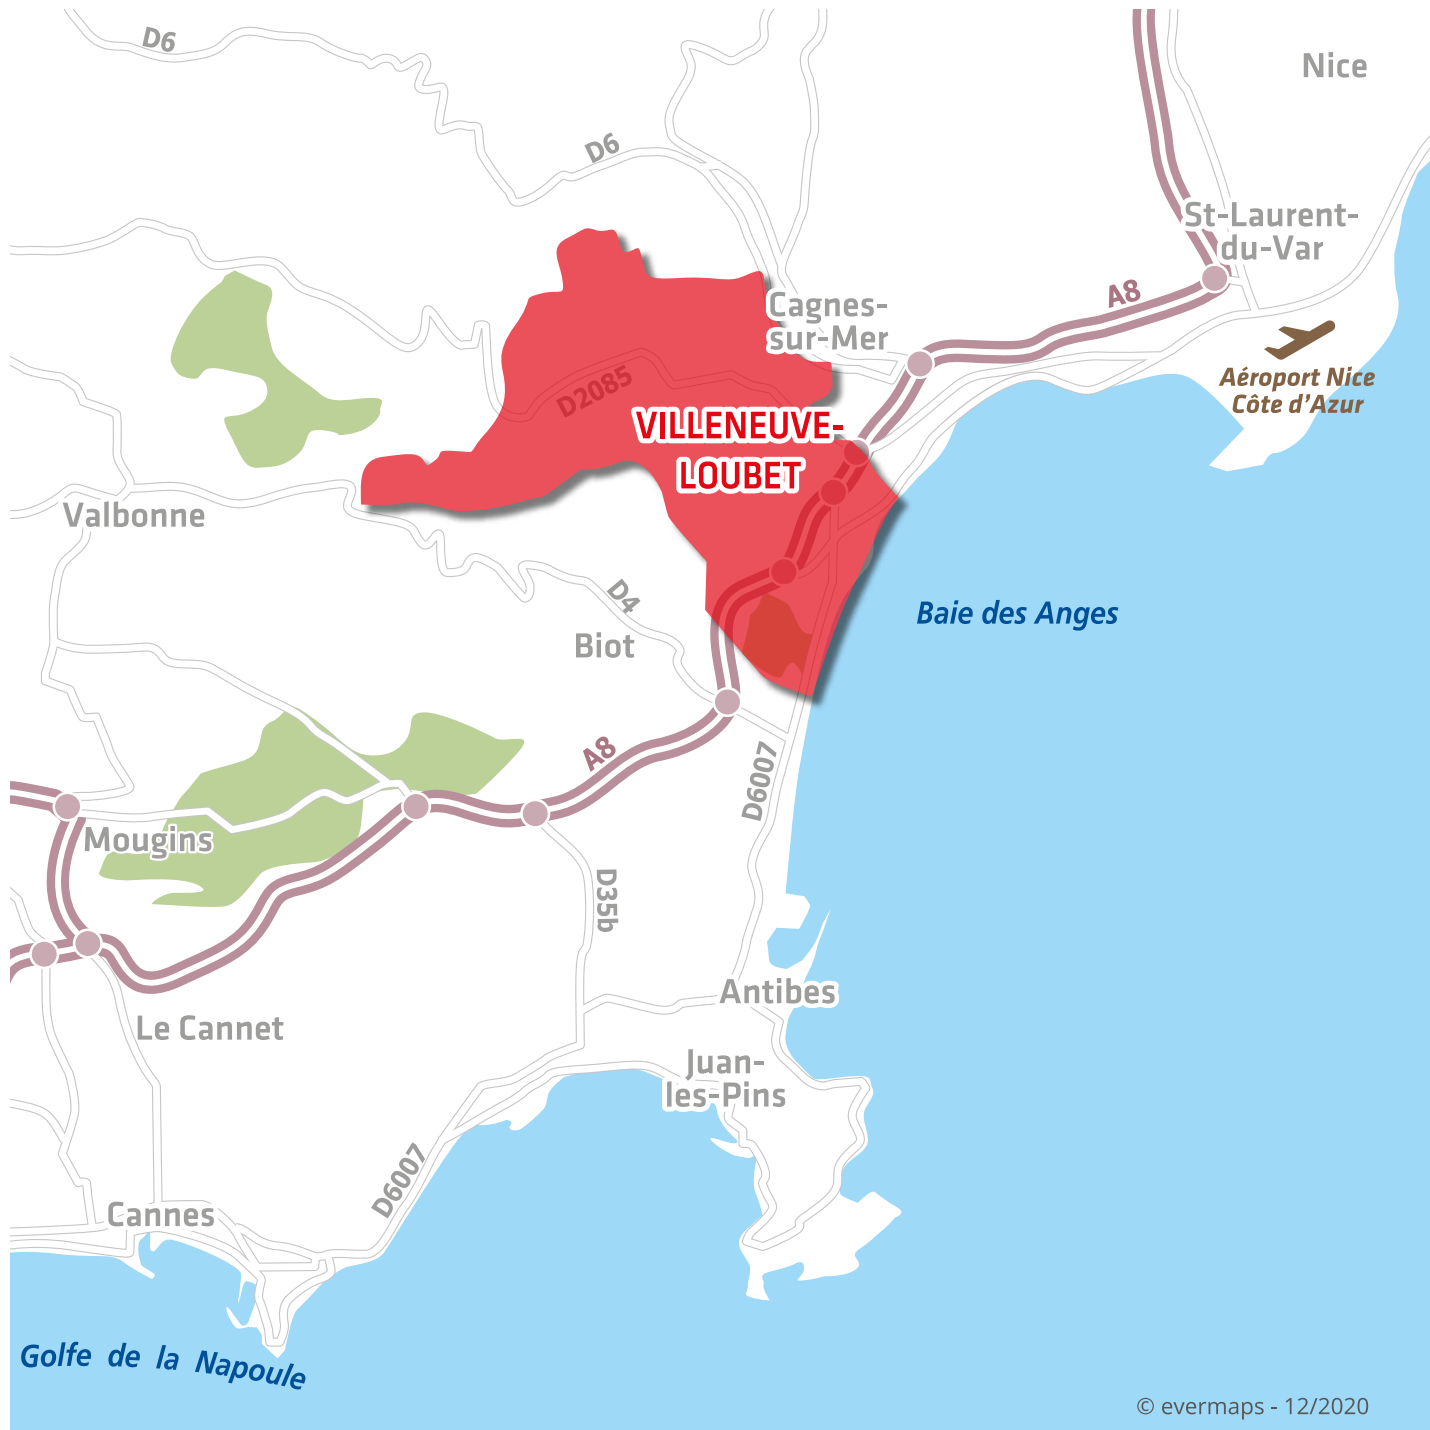 D6
Nice
D6
St-Laurent-
du-Var
A8
Cagnes-
sur-Mer
Aéroport Nice
Côte d'Azur
D2085
VILLENEUVE-
LOUBET
Valbonne
D4
Baie des Anges
Biot
A8
D6007
Mougins
D35b
Antibes
Le Cannet
Juan-
les-Pins
D6007
Cannes
Golfe de la Napoule
© evermaps - 12/2020